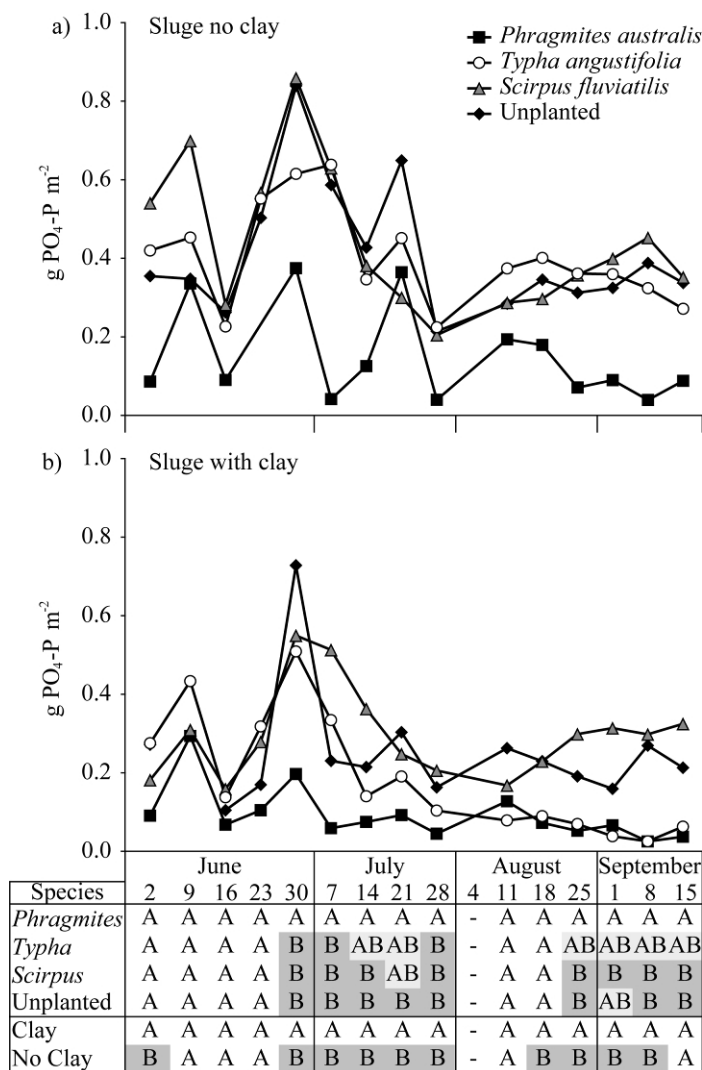 a) Sluge no clay
Phragmites australis
Typha angustifolia
Scirpus fluviatilis
Unplanted
1.0
0.8
0.6
0.4
0.2
0.0
g PO₄-P m⁻²
b) Sluge with clay
1.0
0.8
0.6
0.4
0.2
0.0
g PO₄-P m⁻²
June July August September
Species 2 9 16 23 30 7 14 21 28 4 11 18 25 1 8 15
Phragmites A A A A A A A A A - A A A A A A
Typha A A A A B B AB AB B - A A AB AB AB AB
Scirpus A A A A B B B AB B - A A B B B B
Unplanted A A A A B B B B B - A A B AB B B
Clay A A A A A A A A A - A A A A A A
No Clay B A A A B B B B B - A B B B B A